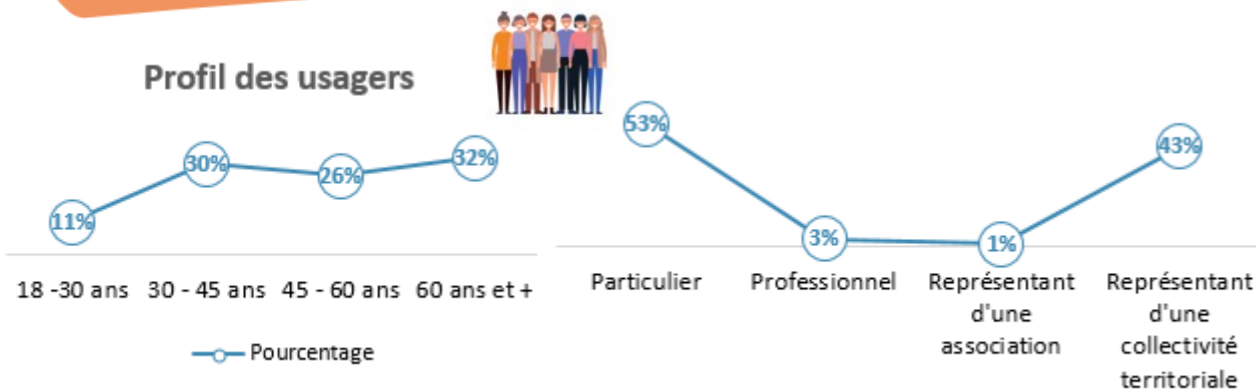 Profil des usagers
11%
30%
26%
32%
18 -30 ans
30 - 45 ans
45 - 60 ans
60 ans et +
Pourcentage
53%
3%
1%
43%
Particulier
Professionnel
Représentant
d'une
association
Représentant
d'une
collectivité
territoriale